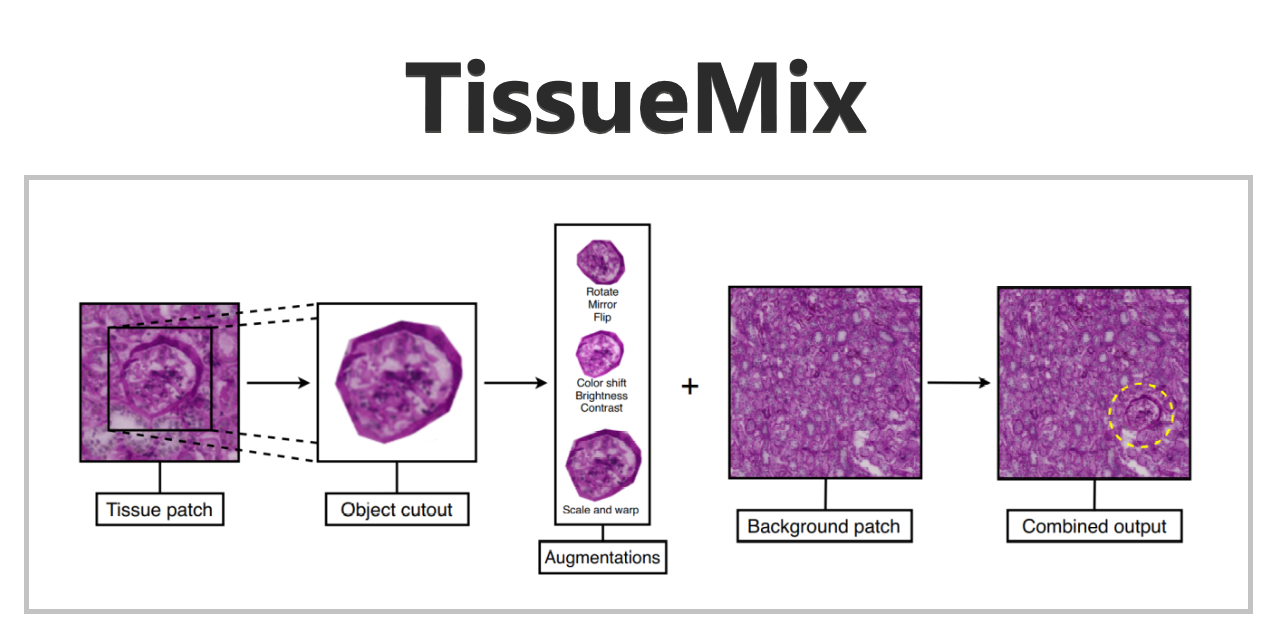 TissueMix
Tissue patch
Object cutout
Rotate
Mirror
Flip
Color shift
Brightness
Contrast
Scale and warp
Augmentations
+
Background patch
Combined output